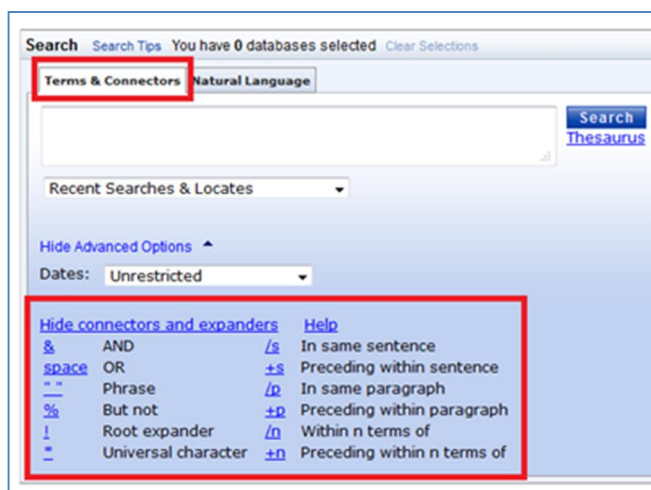 Search Search Tips You have 0 databases selected Clear Selections
Terms & Connectors Natural Language
Search
Thesaurus
Recent Searches & Locates
Hide Advanced Options
Dates: Unrestricted
Hide connectors and expanders Help
& AND /s In same sentence
space OR +s Preceding within sentence
" " Phrase /p In same paragraph
% But not +p Preceding within paragraph
! Root expander /n Within n terms of
* Universal character +n Preceding within n terms of